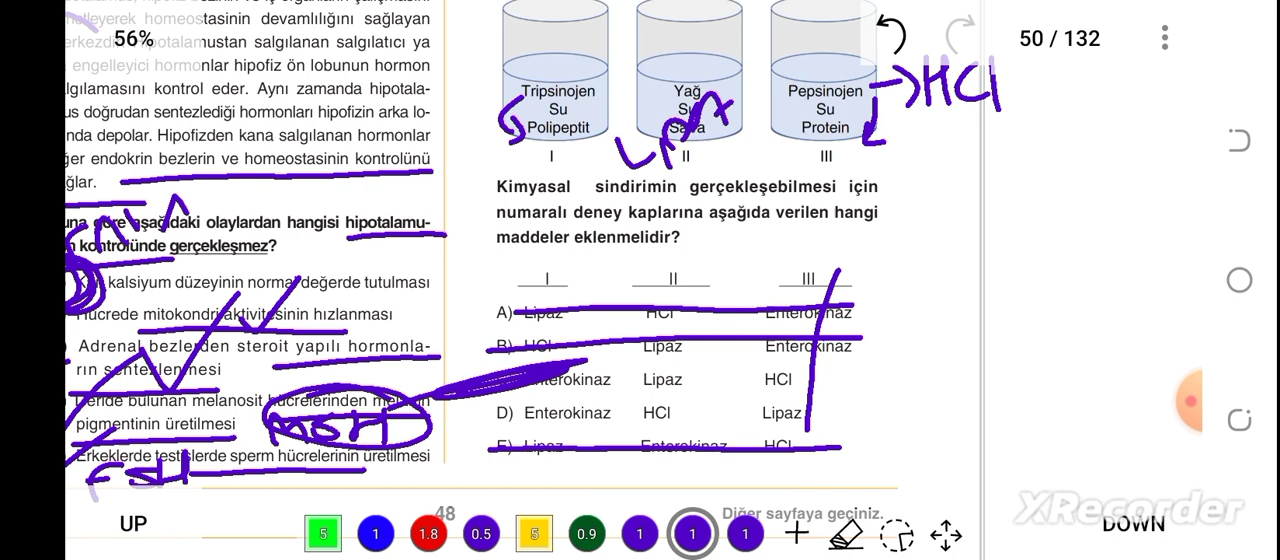 56%
50 / 132
homeostasinin devamlılığını sağlayan
salgılanan salgılatıcı ya
engelleyici hormonlar hipofiz ön lobunun hormon
lgılamasını kontrol eder. Aynı zamanda hipotala-
us doğrudan sentezlediği hormonları hipofizin arka lo-
nda depolar. Hipofizden kana salgılanan hormonlar
ğer endokrin bezlerin ve homeostasinin kontrolünü
ğlar.
una göre aşağıdaki olaylardan hangisi hipotalamu-
n kontrolünde gerçekleşmez?
kalsiyum düzeyinin normal değerde tutulması
Hücrede mitokondri aktivitesinin hızlanması
Adrenal bezlerden steroit yapılı hormonla-
rın sentezlenmesi
Deride bulunan melanosit hücrelerinden melanin
pigmentinin üretilmesi
MSH
Erkeklerde testislerde sperm hücrelerinin üretilmesi
FSH
Tripsinojen
Su
Polipeptit
I
Yağ
Su
Safra
II
Pepsinojen
Su
Protein
III
HCl
Kimyasal sindirimin gerçekleşebilmesi için
numaralı deney kaplarına aşağıda verilen hangi
maddeler eklenmelidir?
I II III
A) Lipaz HCl Enterokinaz
B) HCl Lipaz Enterokinaz
Enterokinaz Lipaz HCl
D) Enterokinaz HCl Lipaz
E) Lipaz Enterokinaz HCl
48
Diğer sayfaya geçiniz.
UP
5 1 1.8 0.5 5 0.9 1 1 1
DOWN
XRecorder